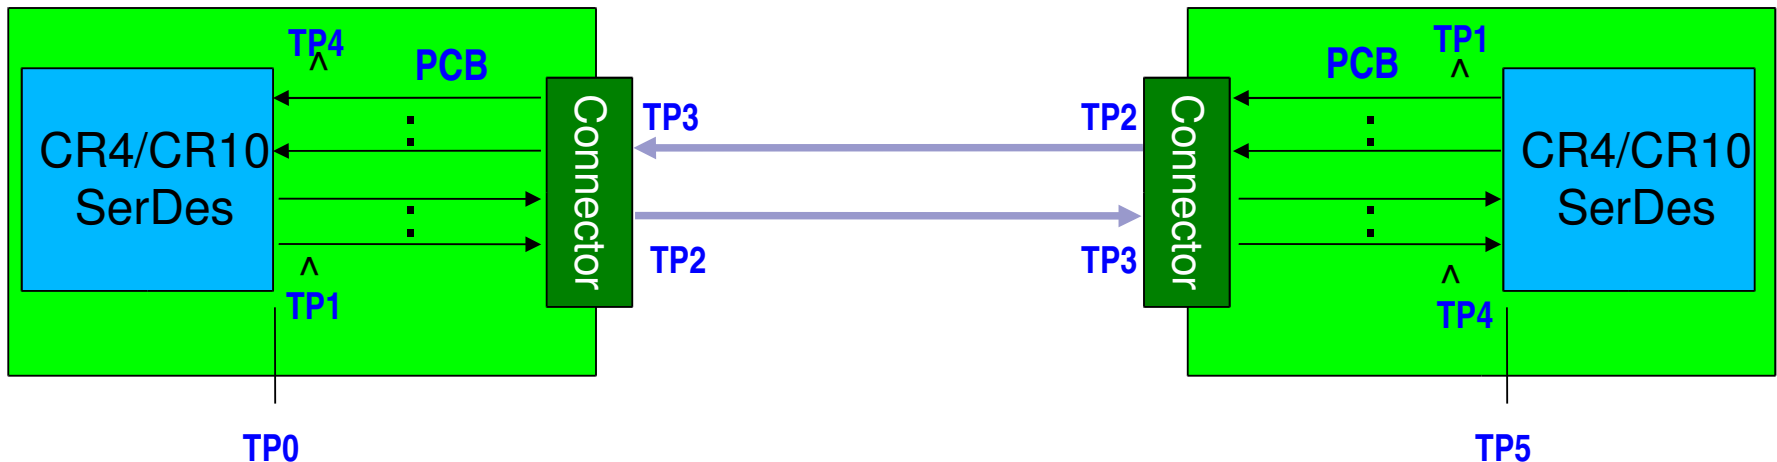 TP4
^
PCB
CR4/CR10
SerDes
:
:
^
TP1
TP0
Connector
TP3
TP2
TP2
TP3
Connector
PCB
TP1
^
:
:
CR4/CR10
SerDes
^
TP4
TP5